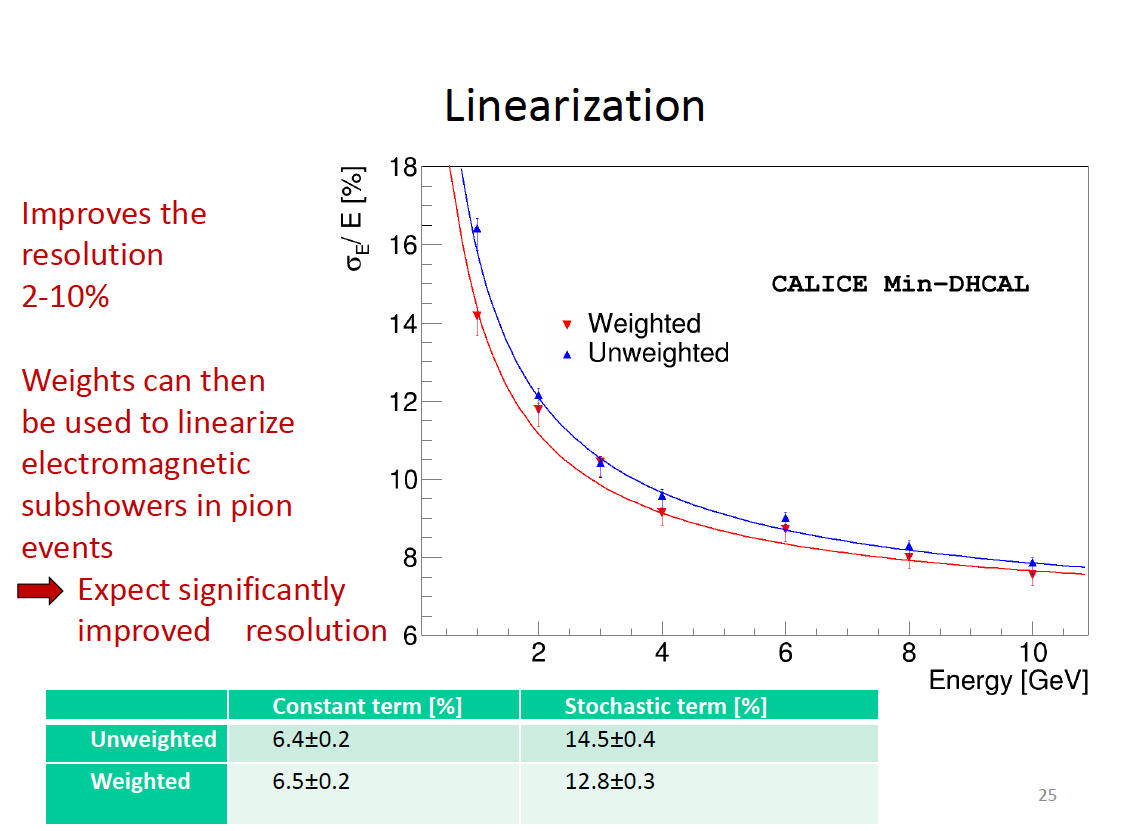 Linearization
Improves the
resolution
2-10%
Weights can then
be used to linearize
electromagnetic
subshowers in pion
events
Expect significantly
improved resolution
σE/ E [%]
18
16
14
12
10
8
6
CALICE Min-DHCAL
Weighted
Unweighted
2 4 6 8 10
Energy [GeV]
Constant term [%] Stochastic term [%]
Unweighted 6.4±0.2 14.5±0.4
Weighted 6.5±0.2 12.8±0.3
25